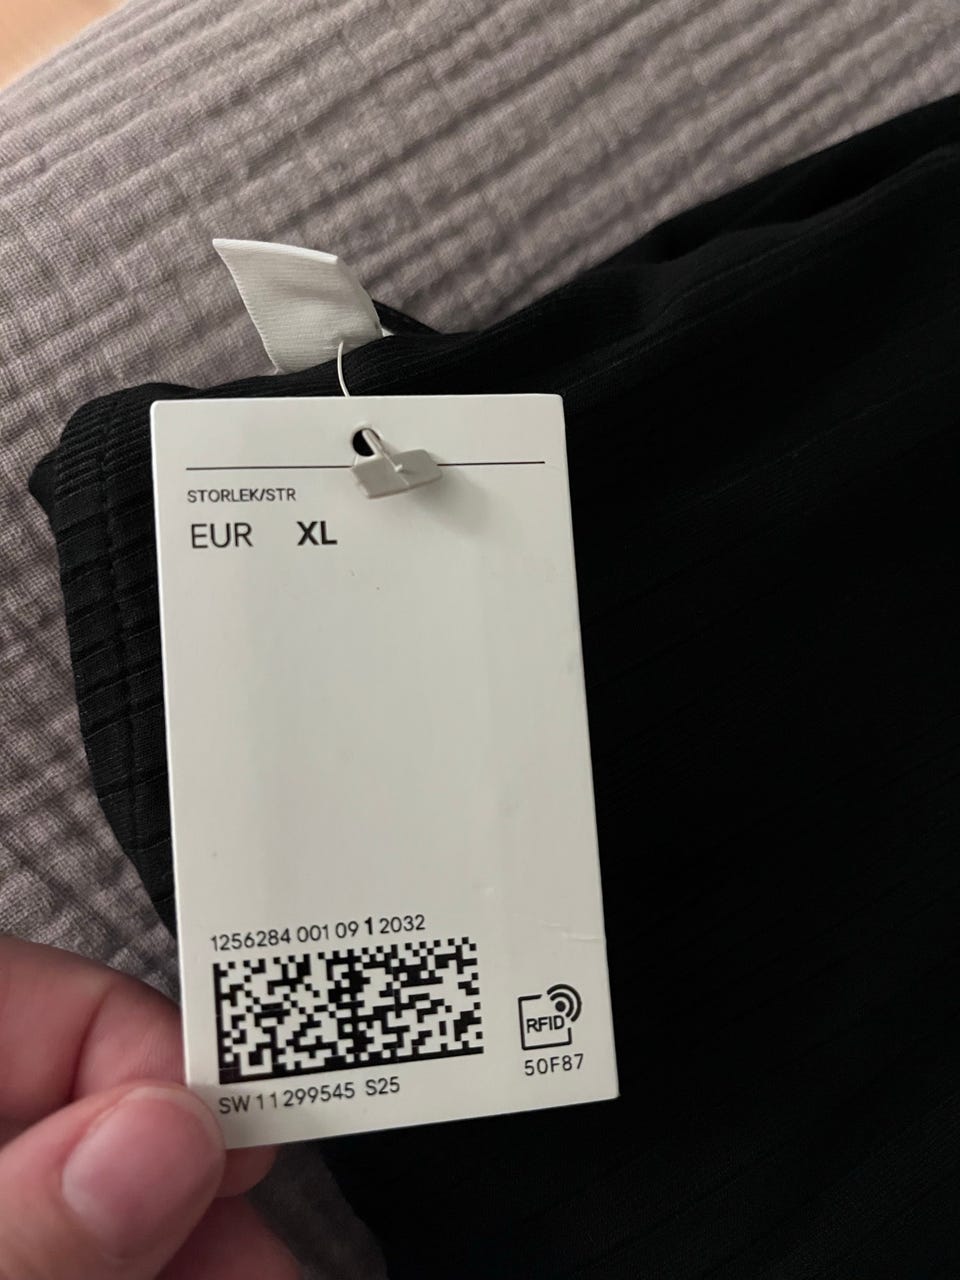 STORLEK/STR
EUR XL
1256284 001 09 1 2032
RFID
50F87
SW 11299545 S25